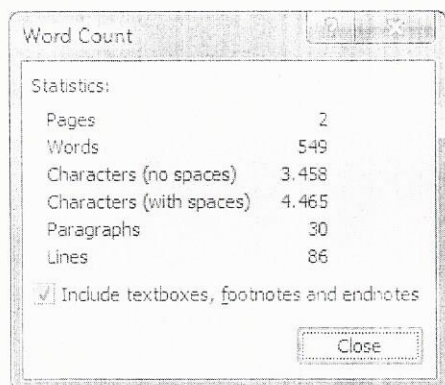 Word Count
Statistics:
Pages 2
Words 549
Characters (no spaces) 3.458
Characters (with spaces) 4.465
Paragraphs 30
Lines 86
Include textboxes, footnotes and endnotes
Close